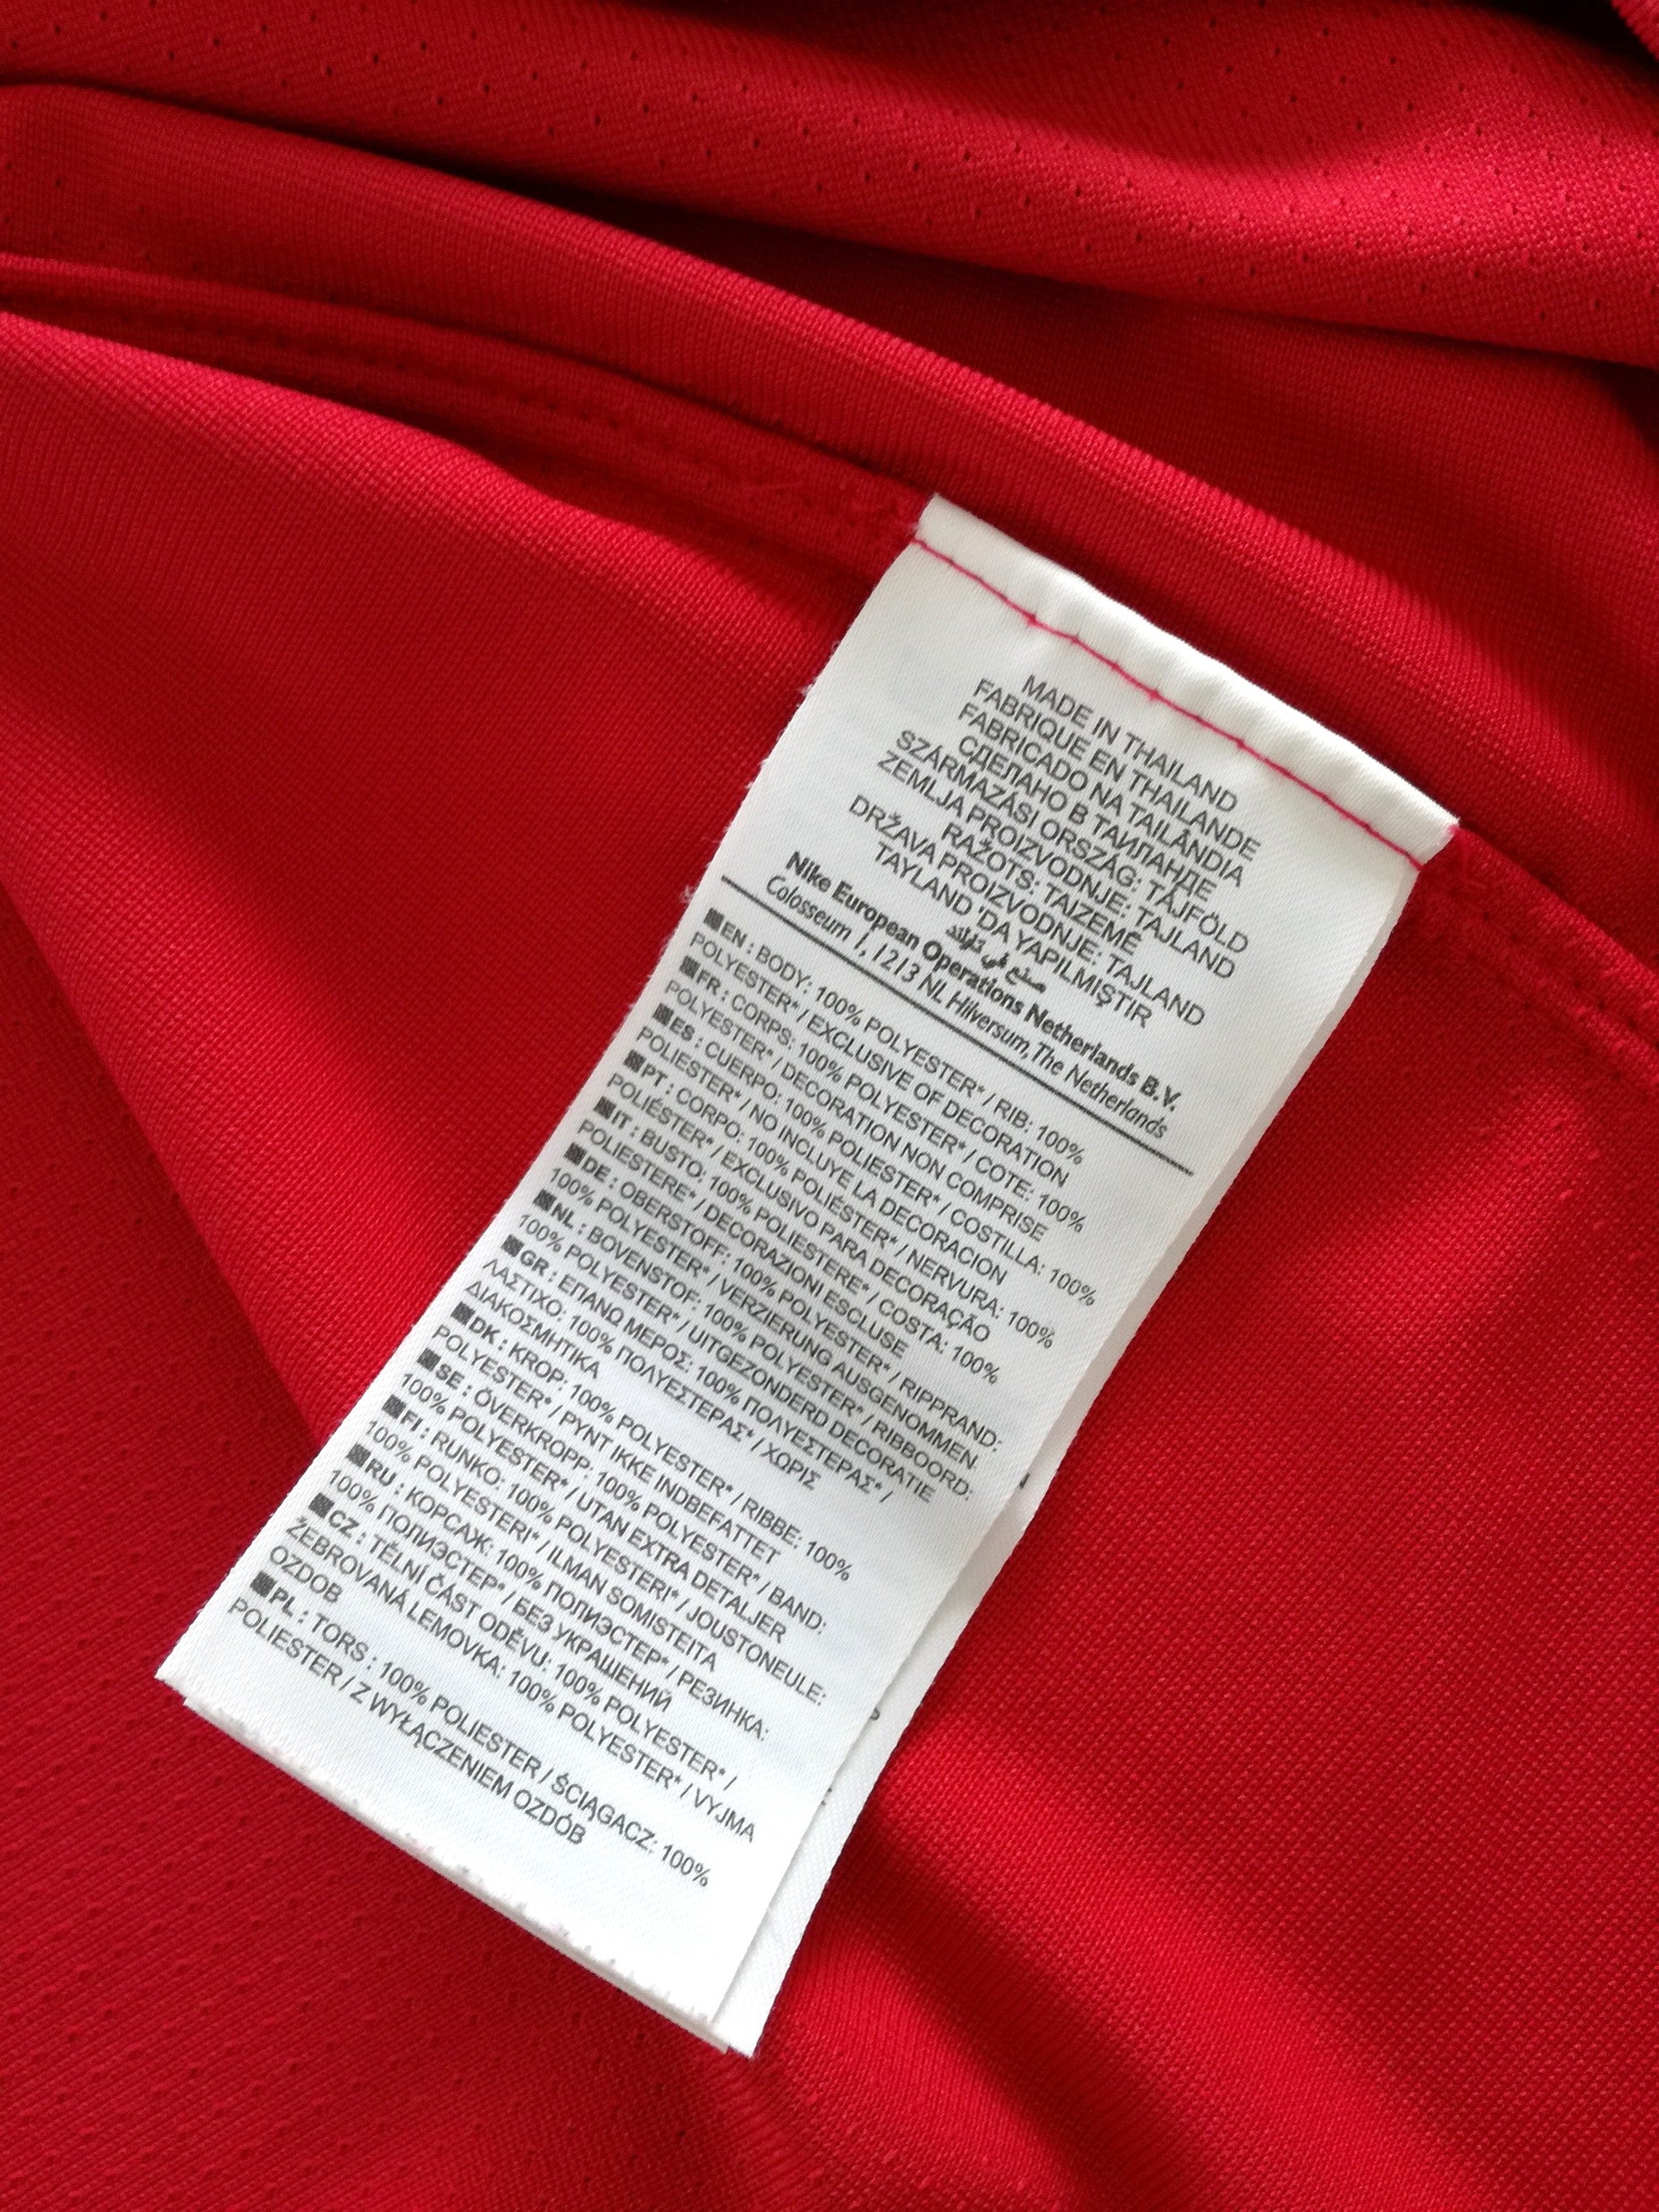 MADE IN THAILAND
FABRIQUE EN THAILANDE
FABRICADO NA TAILÂNDIA
СДЕЛАНО В ТАИЛАНДЕ
SZÁRMAZÁSI ORSZÁG: TÁJFÖLD
ZEMLJA PROIZVODNJE: TAJLAND
RAŽOTS: TAIZEMĒ
DRŽAVA PROIZVODNJE: TAJLAND
TAYLAND 'DA YAPILMIŞTIR
صنع في تايلاند
Nike European Operations Netherlands B.V.
Colosseum 1, 1213 NL Hilversum, The Netherlands
EN : BODY: 100% POLYESTER* / RIB: 100%
POLYESTER* / EXCLUSIVE OF DECORATION
FR : CORPS: 100% POLYESTER* / COTE: 100%
POLYESTER* / DECORATION NON COMPRISE
ES : CUERPO: 100% POLIESTER* / COSTILLA: 100%
POLIESTER* / NO INCLUYE LA DECORACION
PT : CORPO: 100% POLIÉSTER* / NERVURA: 100%
POLIÉSTER* / EXCLUSIVO PARA DECORAÇÃO
IT : BUSTO: 100% POLIESTERE* / COSTA: 100%
POLIESTERE* / DECORAZIONI ESCLUSE
DE : OBERSTOFF: 100% POLYESTER* / RIPPRAND:
100% POLYESTER* / VERZIERUNG AUSGENOMMEN
NL : BOVENSTOF: 100% POLYESTER* / RIBBOORD:
100% POLYESTER* / UITGEZONDERD DECORATIE
GR : ΕΠΑΝΩ ΜΕΡΟΣ: 100% ΠΟΛΥΕΣΤΕΡΑΣ* /
ΛΑΣΤΙΧΟ: 100% ΠΟΛΥΕΣΤΕΡΑΣ* / ΧΩΡΙΣ
ΔΙΑΚΟΣΜΗΤΙΚΑ
DK : KROP: 100% POLYESTER* / RIBBE: 100%
POLYESTER* / PYNT IKKE INDBEFATTET
SE : ÖVERKROPP: 100% POLYESTER* / BAND:
100% POLYESTER* / UTAN EXTRA DETALJER
FI : RUNKO: 100% POLYESTERI* / JOUSTONEULE:
100% POLYESTERI* / ILMAN SOMISTEITA
RU : КОРСАЖ: 100% ПОЛИЭСТЕР* / РЕЗИНКА:
100% ПОЛИЭСТЕР* / БЕЗ УКРАШЕНИЙ
CZ : TĚLNÍ ČÁST ODĚVU: 100% POLYESTER* /
ŽEBROVANÁ LEMOVKA: 100% POLYESTER* / VYJMA
OZDOB
PL : TORS : 100% POLIESTER / ŚCIĄGACZ: 100%
POLIESTER / Z WYŁĄCZENIEM OZDÓB